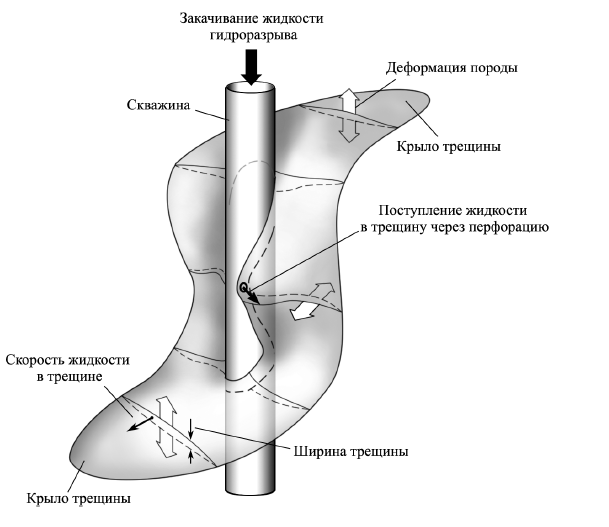 Закачивание жидкости
гидроразрыва
Деформация породы
Скважина
Крыло трещины
Поступление жидкости
в трещину через перфорацию
Q
Скорость жидкости
в трещине
Ширина трещины
Крыло трещины